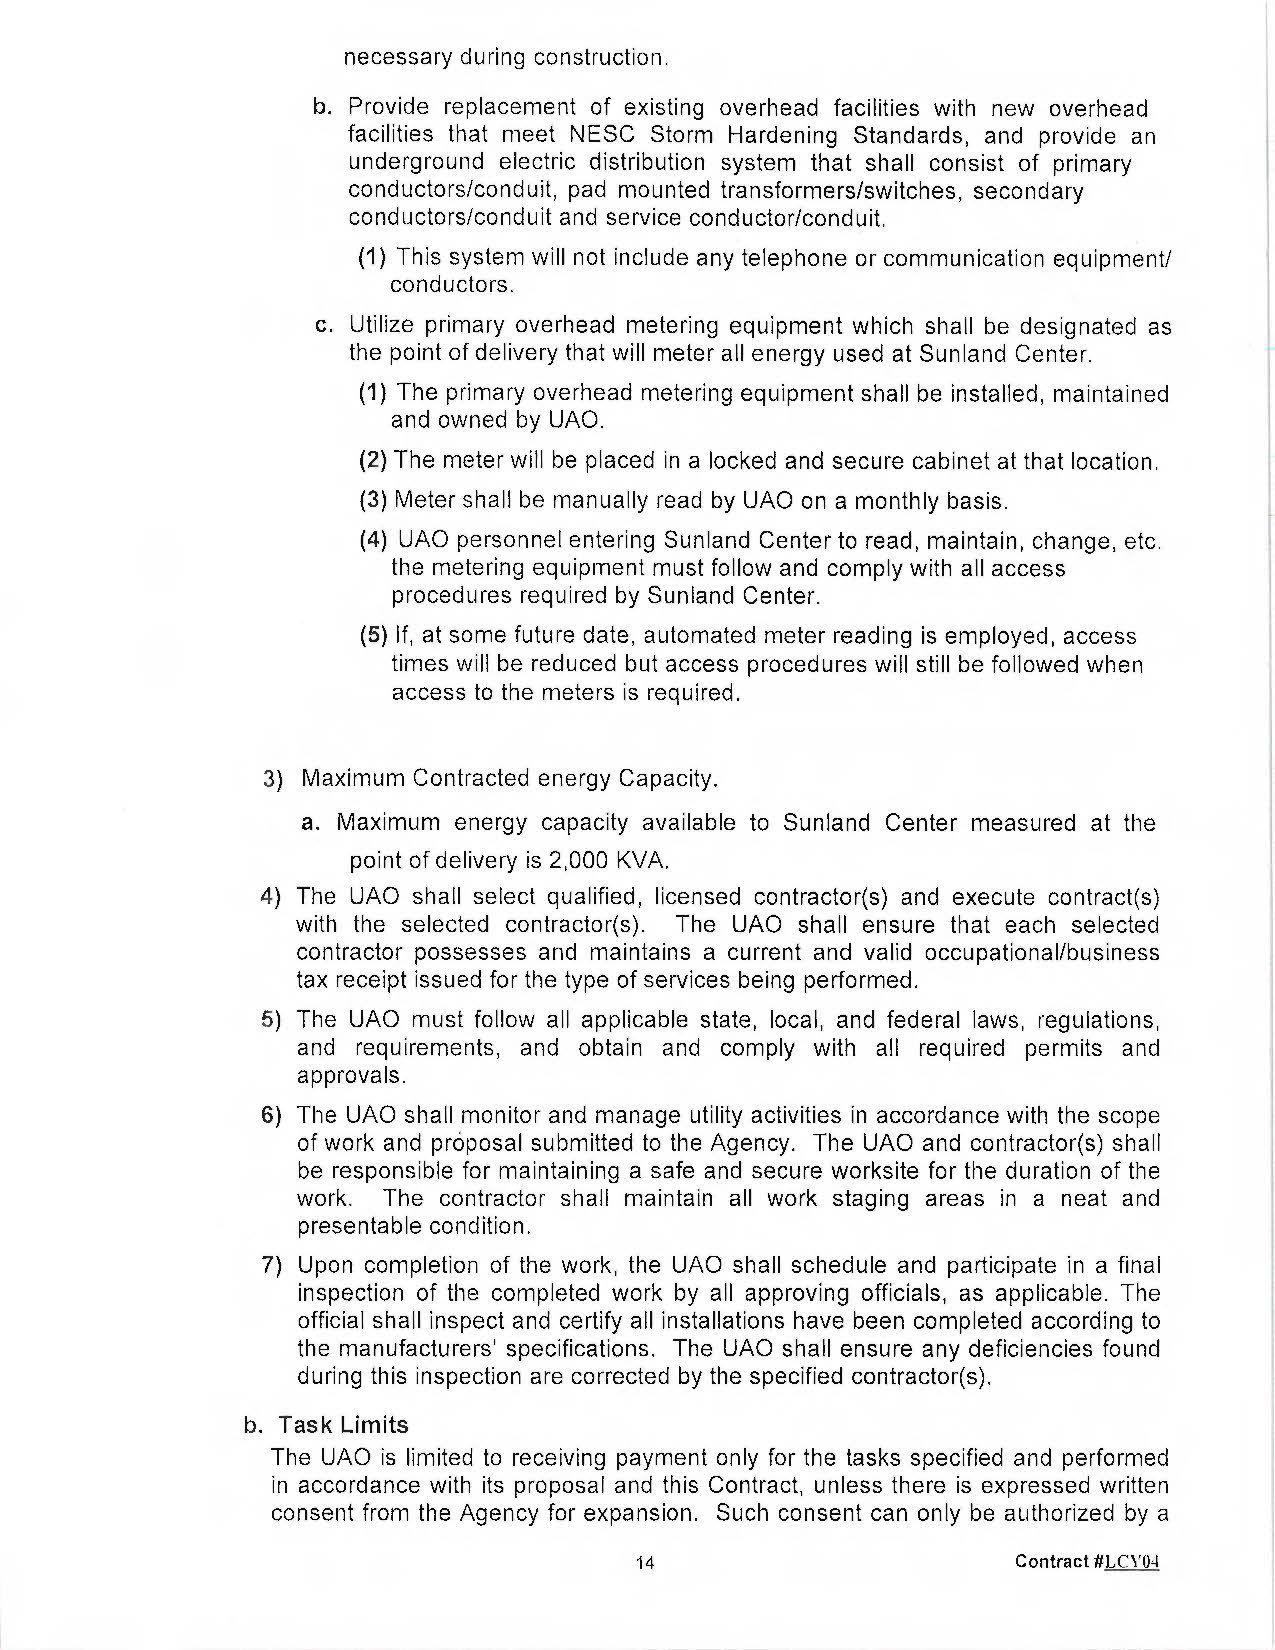 necessary during construction.
b. Provide replacement of existing overhead facilities with new overhead
facilities that meet NESC Storm Hardening Standards, and provide an
underground electric distribution system that shall consist of primary
conductors/conduit, pad mounted transformers/switches, secondary
conductors/conduit and service conductor/conduit.
(1) This system will not include any telephone or communication equipment/
conductors.
c. Utilize primary overhead metering equipment which shall be designated as
the point of delivery that will meter all energy used at Sunland Center.
(1) The primary overhead metering equipment shall be installed, maintained
and owned by UAO.
(2) The meter will be placed in a locked and secure cabinet at that location.
(3) Meter shall be manually read by UAO on a monthly basis.
(4) UAO personnel entering Sunland Center to read, maintain, change, etc.
the metering equipment must follow and comply with all access
procedures required by Sunland Center.
(5) If, at some future date, automated meter reading is employed, access
times will be reduced but access procedures will still be followed when
access to the meters is required.
3) Maximum Contracted energy Capacity.
a. Maximum energy capacity available to Sunland Center measured at the
point of delivery is 2,000 KVA.
4) The UAO shall select qualified, licensed contractor(s) and execute contract(s)
with the selected contractor(s). The UAO shall ensure that each selected
contractor possesses and maintains a current and valid occupational/business
tax receipt issued for the type of services being performed.
5) The UAO must follow all applicable state, local, and federal laws, regulations,
and requirements, and obtain and comply with all required permits and
approvals.
6) The UAO shall monitor and manage utility activities in accordance with the scope
of work and proposal submitted to the Agency. The UAO and contractor(s) shall
be responsible for maintaining a safe and secure worksite for the duration of the
work. The contractor shall maintain all work staging areas in a neat and
presentable condition.
7) Upon completion of the work, the UAO shall schedule and participate in a final
inspection of the completed work by all approving officials, as applicable. The
official shall inspect and certify all installations have been completed according to
the manufacturers' specifications. The UAO shall ensure any deficiencies found
during this inspection are corrected by the specified contractor(s).
b. Task Limits
The UAO is limited to receiving payment only for the tasks specified and performed
in accordance with its proposal and this Contract, unless there is expressed written
consent from the Agency for expansion. Such consent can only be authorized by a
14
Contract #LCY04